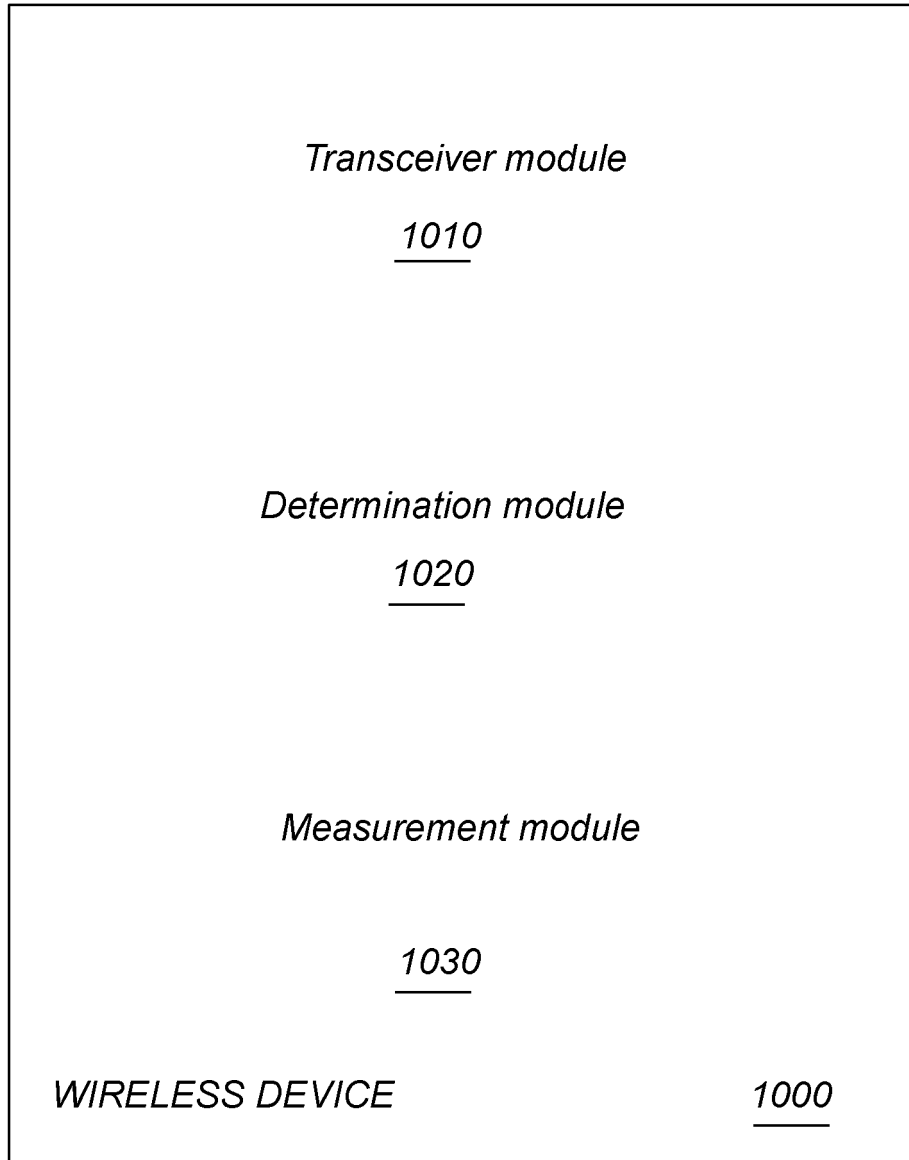 Transceiver module
1010
Determination module
1020
Measurement module
1030
WIRELESS DEVICE 1000